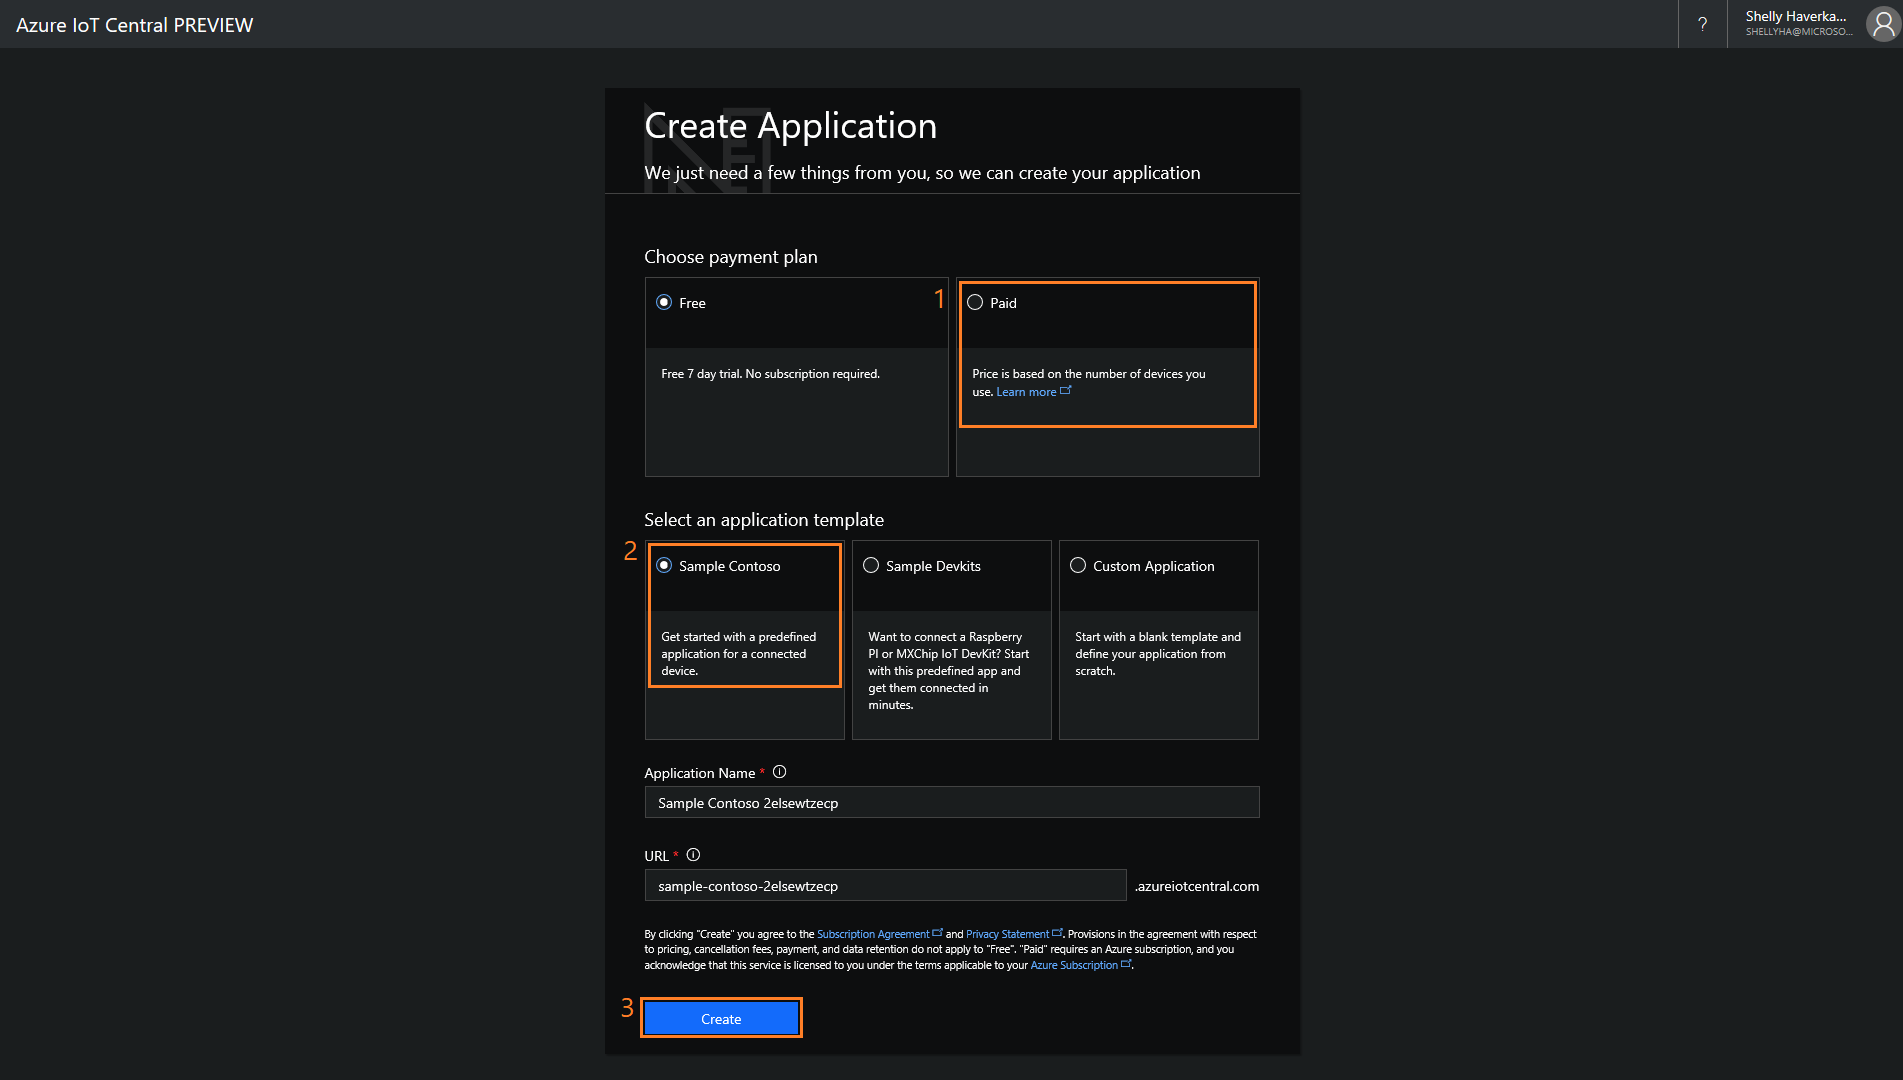 Azure IoT Central PREVIEW
?
Shelly Haverka...
SHELLYHA@MICROSO...
Create Application
We just need a few things from you, so we can create your application
Choose payment plan
Free
1
Paid
Free 7 day trial. No subscription required.
Price is based on the number of devices you
use. Learn more
Select an application template
2
Sample Contoso
Sample Devkits
Custom Application
Get started with a predefined
application for a connected
device.
Want to connect a Raspberry
PI or MXChip IoT DevKit? Start
with this predefined app and
get them connected in
minutes.
Start with a blank template and
define your application from
scratch.
Application Name *
Sample Contoso 2elsewtzecp
URL *
sample-contoso-2elsewtzecp
.azureiotcentral.com
By clicking "Create" you agree to the Subscription Agreement and Privacy Statement. Provisions in the agreement with respect
to pricing, cancellation fees, payment, and data retention do not apply to "Free". "Paid" requires an Azure subscription, and you
acknowledge that this service is licensed to you under the terms applicable to your Azure Subscription.
3
Create